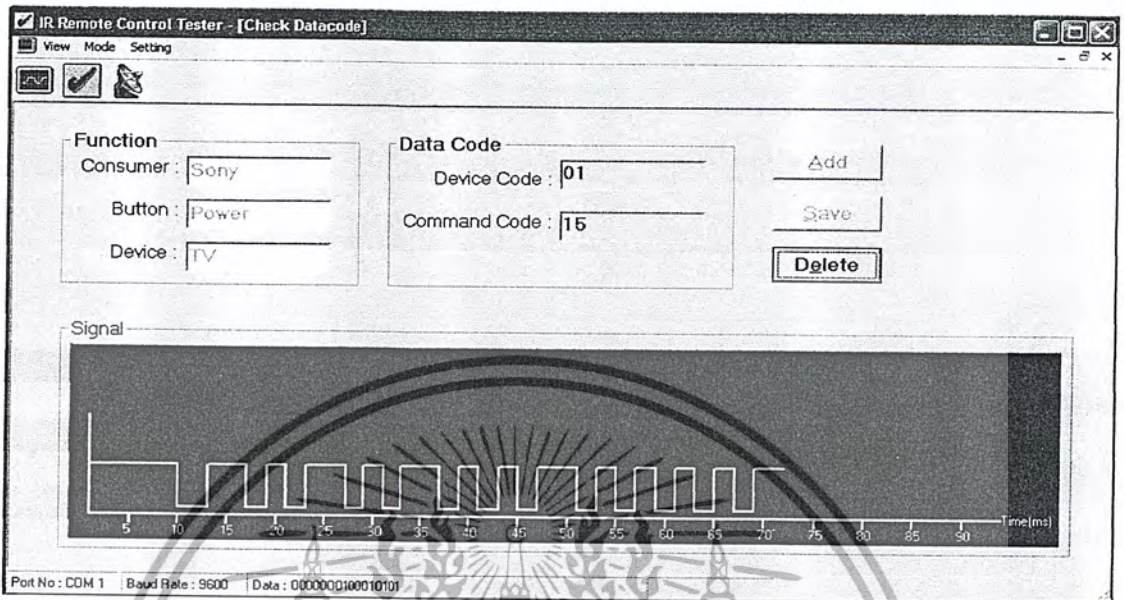 IR Remote Control Tester - [Check Datacode]
View Mode Setting
Function
Consumer : Sony
Button : Power
Device : TV
Data Code
Device Code : 01
Command Code : 15
Add
Save
Delete
Signal
5 10 15 20 25 30 35 40 45 50 55 60 65 70 75 80 85 90 Time(ms)
Port No : COM 1 Baud Rate : 9600 Data : 0000000100010101